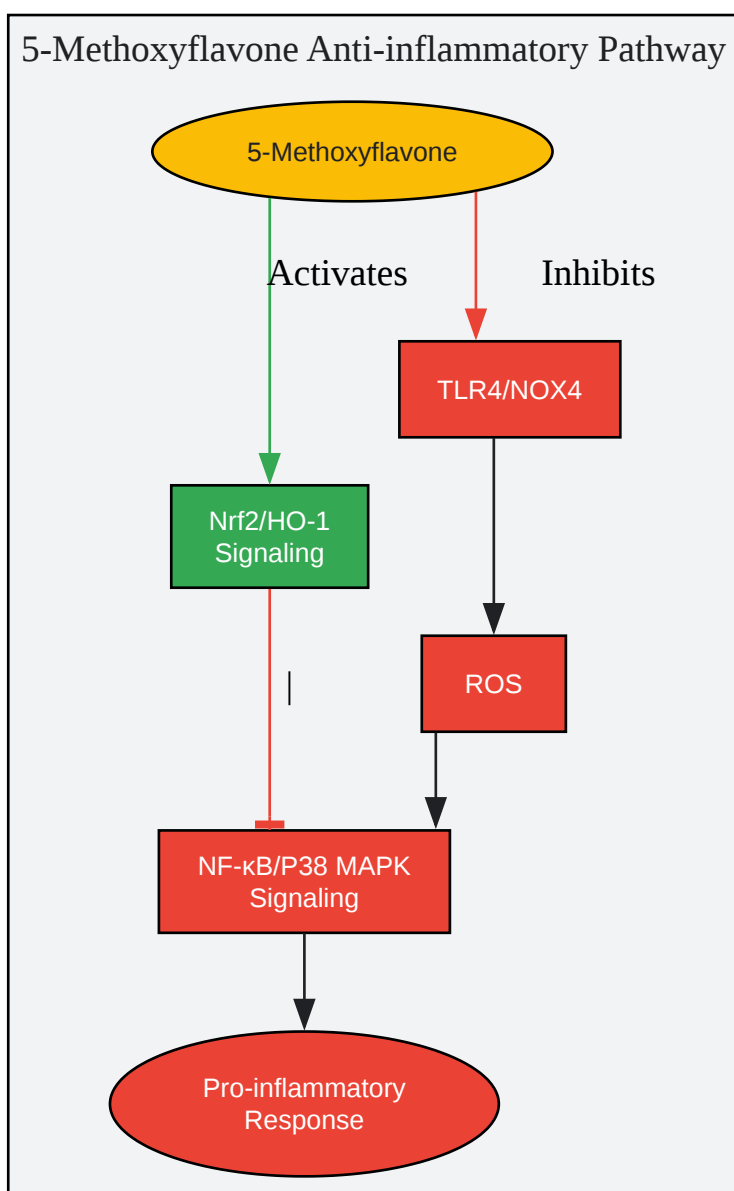 5-Methoxyflavone Anti-inflammatory Pathway
5-Methoxyflavone
Activates
Inhibits
TLR4/NOX4
Nrf2/HO-1
Signaling
|
ROS
NF-κB/P38 MAPK
Signaling
Pro-inflammatory
Response